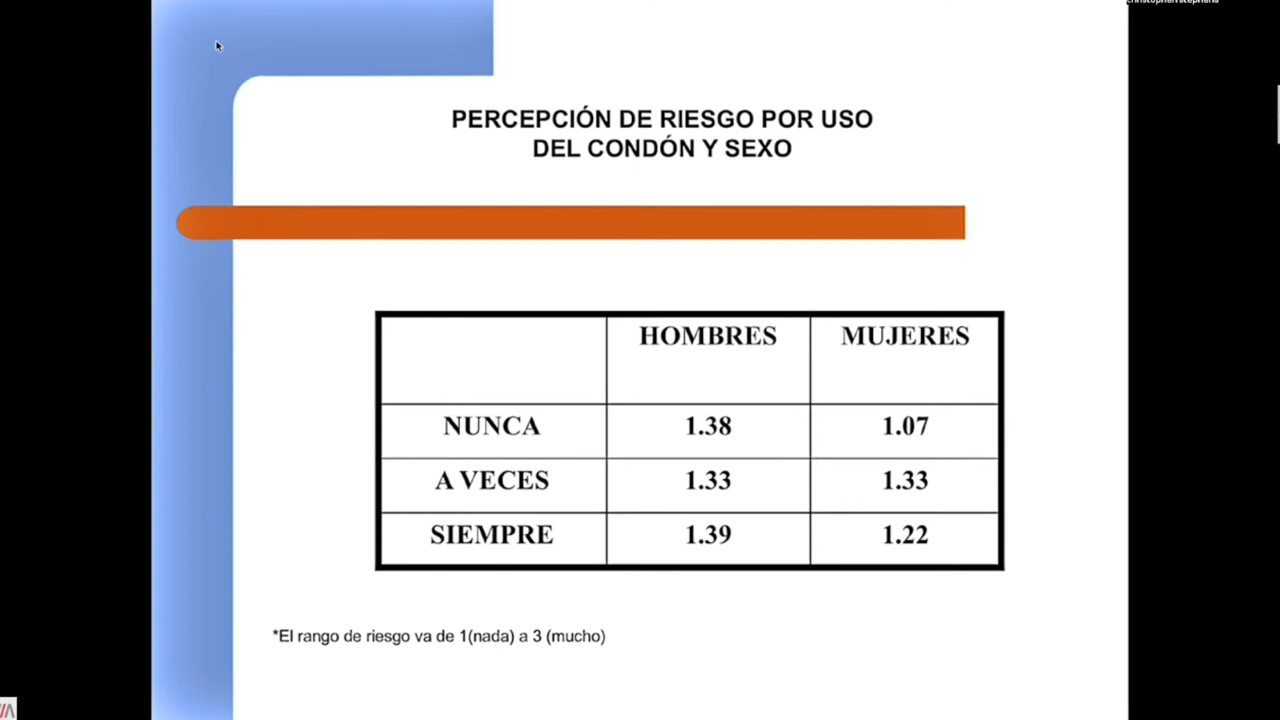 PERCEPCIÓN DE RIESGO POR USO
DEL CONDÓN Y SEXO
HOMBRES MUJERES
NUNCA 1.38 1.07
A VECES 1.33 1.33
SIEMPRE 1.39 1.22
*El rango de riesgo va de 1(nada) a 3 (mucho)